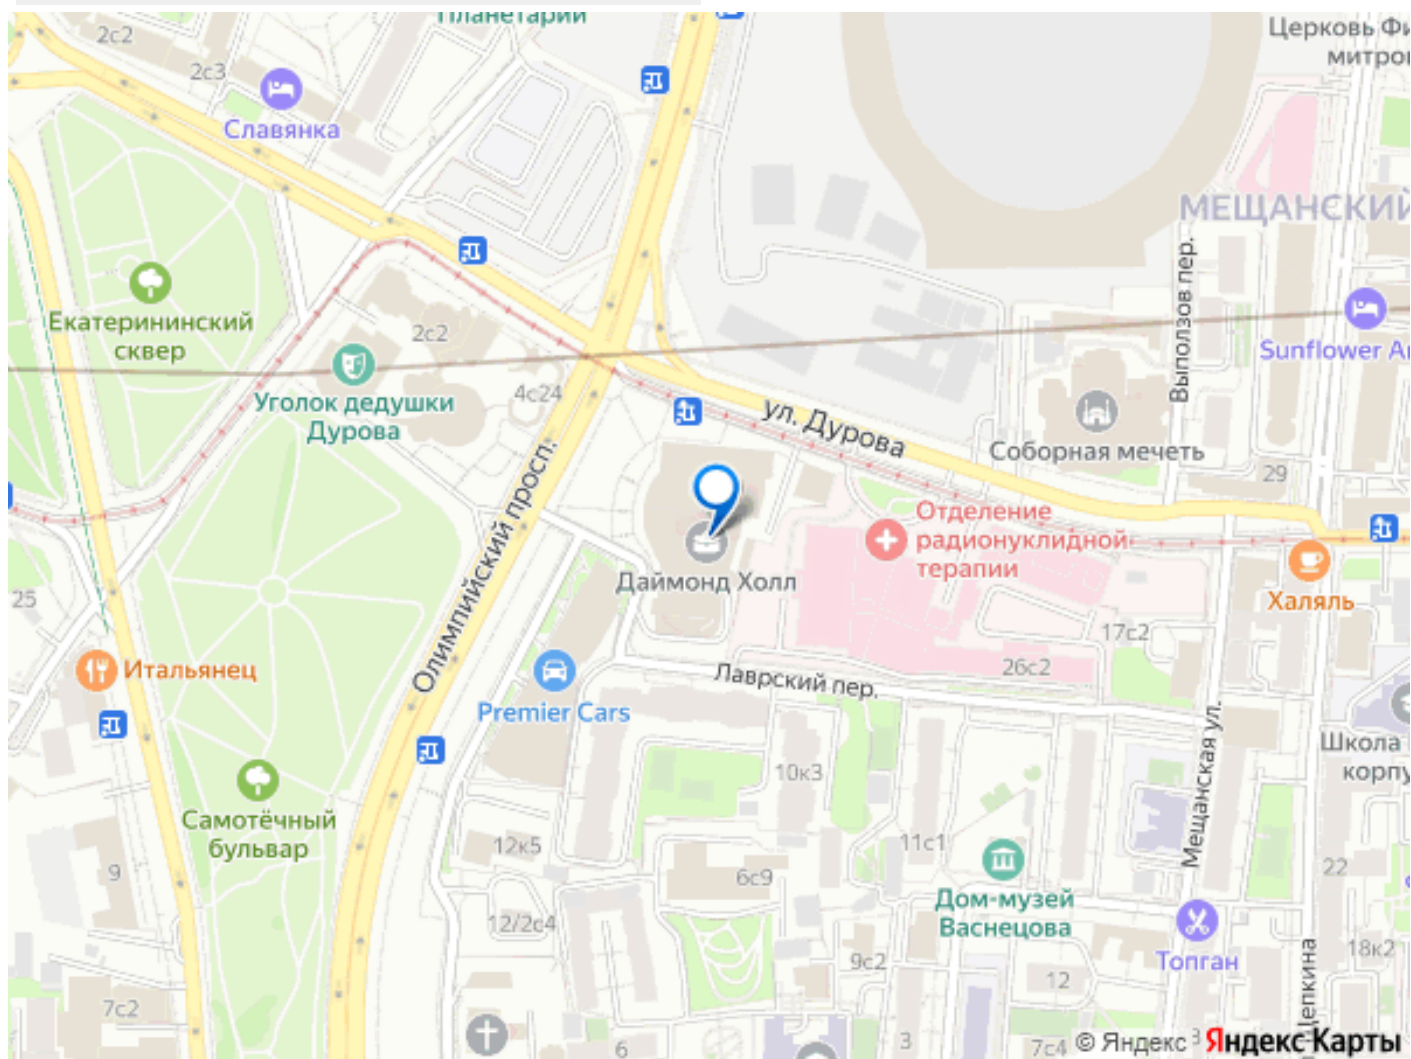 Планетарий
2с2
Церковь Фи
митро
2с3
Славянка
МЕЩАНСКИЙ
Выползов пер.
Екатерининский
сквер
2с2
Sunflower Av
4с24
Уголок дедушки
Дурова
ул. Дурова
Соборная мечеть
29
Олимпийский просп.
Отделение
радионуклидной
терапии
Даймонд Холл
25
Халяль
17с2
Итальянец
26с2
Лаврский пер.
Premier Cars
Мещанская ул.
Школа
корпу
10к3
Самотёчный
бульвар
12к5
11с1
9
6с9
22
Дом-музей
Васнецова
12/2с4
Топган
18к2
9с2
12
7с2
Щепкина
3
6
7с4
© Яндекс
3
Яндекс Карты